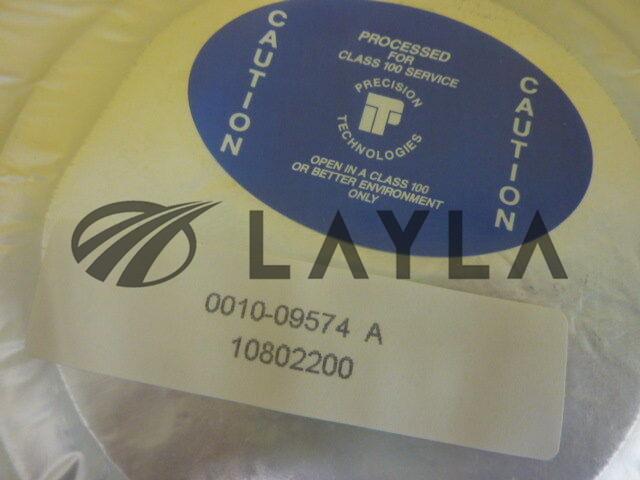 CAUTION
PROCESSED
FOR
CLASS 100 SERVICE
PRECISION
TECHNOLOGIES
OPEN IN A CLASS 100
OR BETTER ENVIRONMENT
ONLY
CAUTION
LAYLA
0010-09574 A
10802200